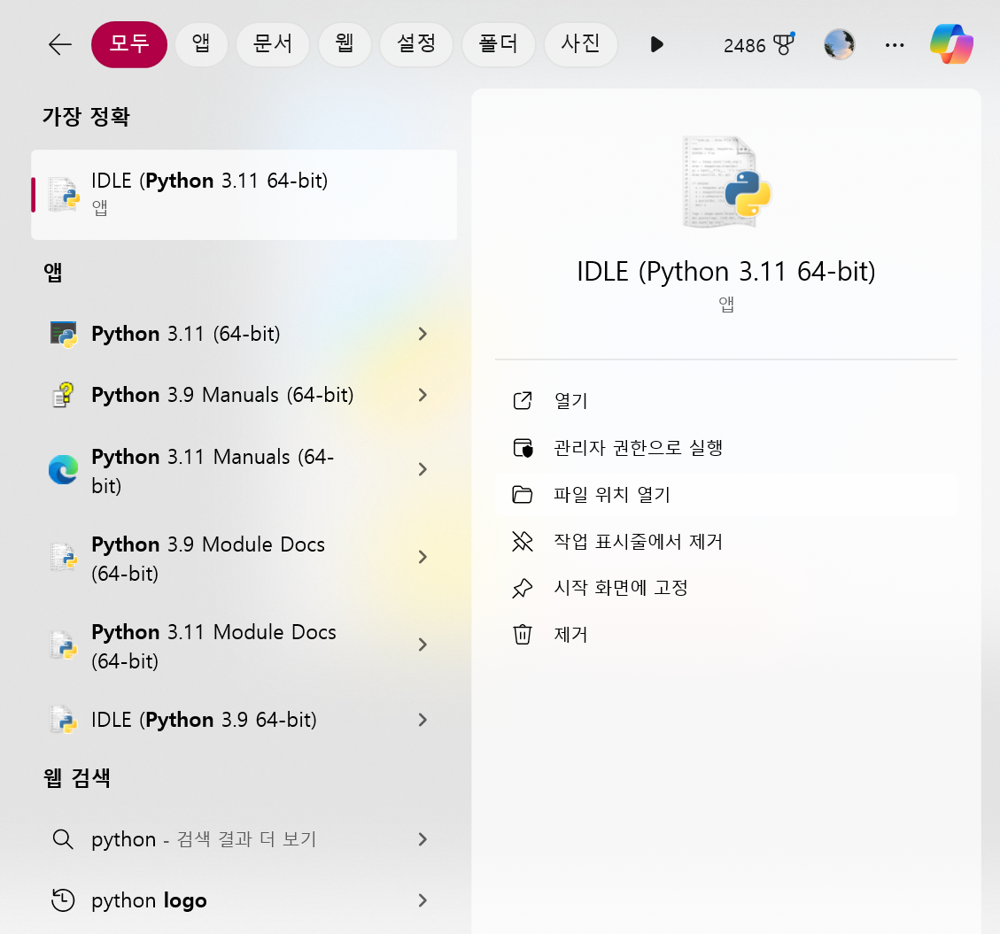 모두
앱
문서
웹
설정
폴더
사진
2486
가장 정확
IDLE (Python 3.11 64-bit)
앱
앱
Python 3.11 (64-bit)
Python 3.9 Manuals (64-bit)
Python 3.11 Manuals (64-
bit)
Python 3.9 Module Docs
(64-bit)
Python 3.11 Module Docs
(64-bit)
IDLE (Python 3.9 64-bit)
웹 검색
python - 검색 결과 더 보기
python logo
IDLE (Python 3.11 64-bit)
앱
열기
관리자 권한으로 실행
파일 위치 열기
작업 표시줄에서 제거
시작 화면에 고정
제거